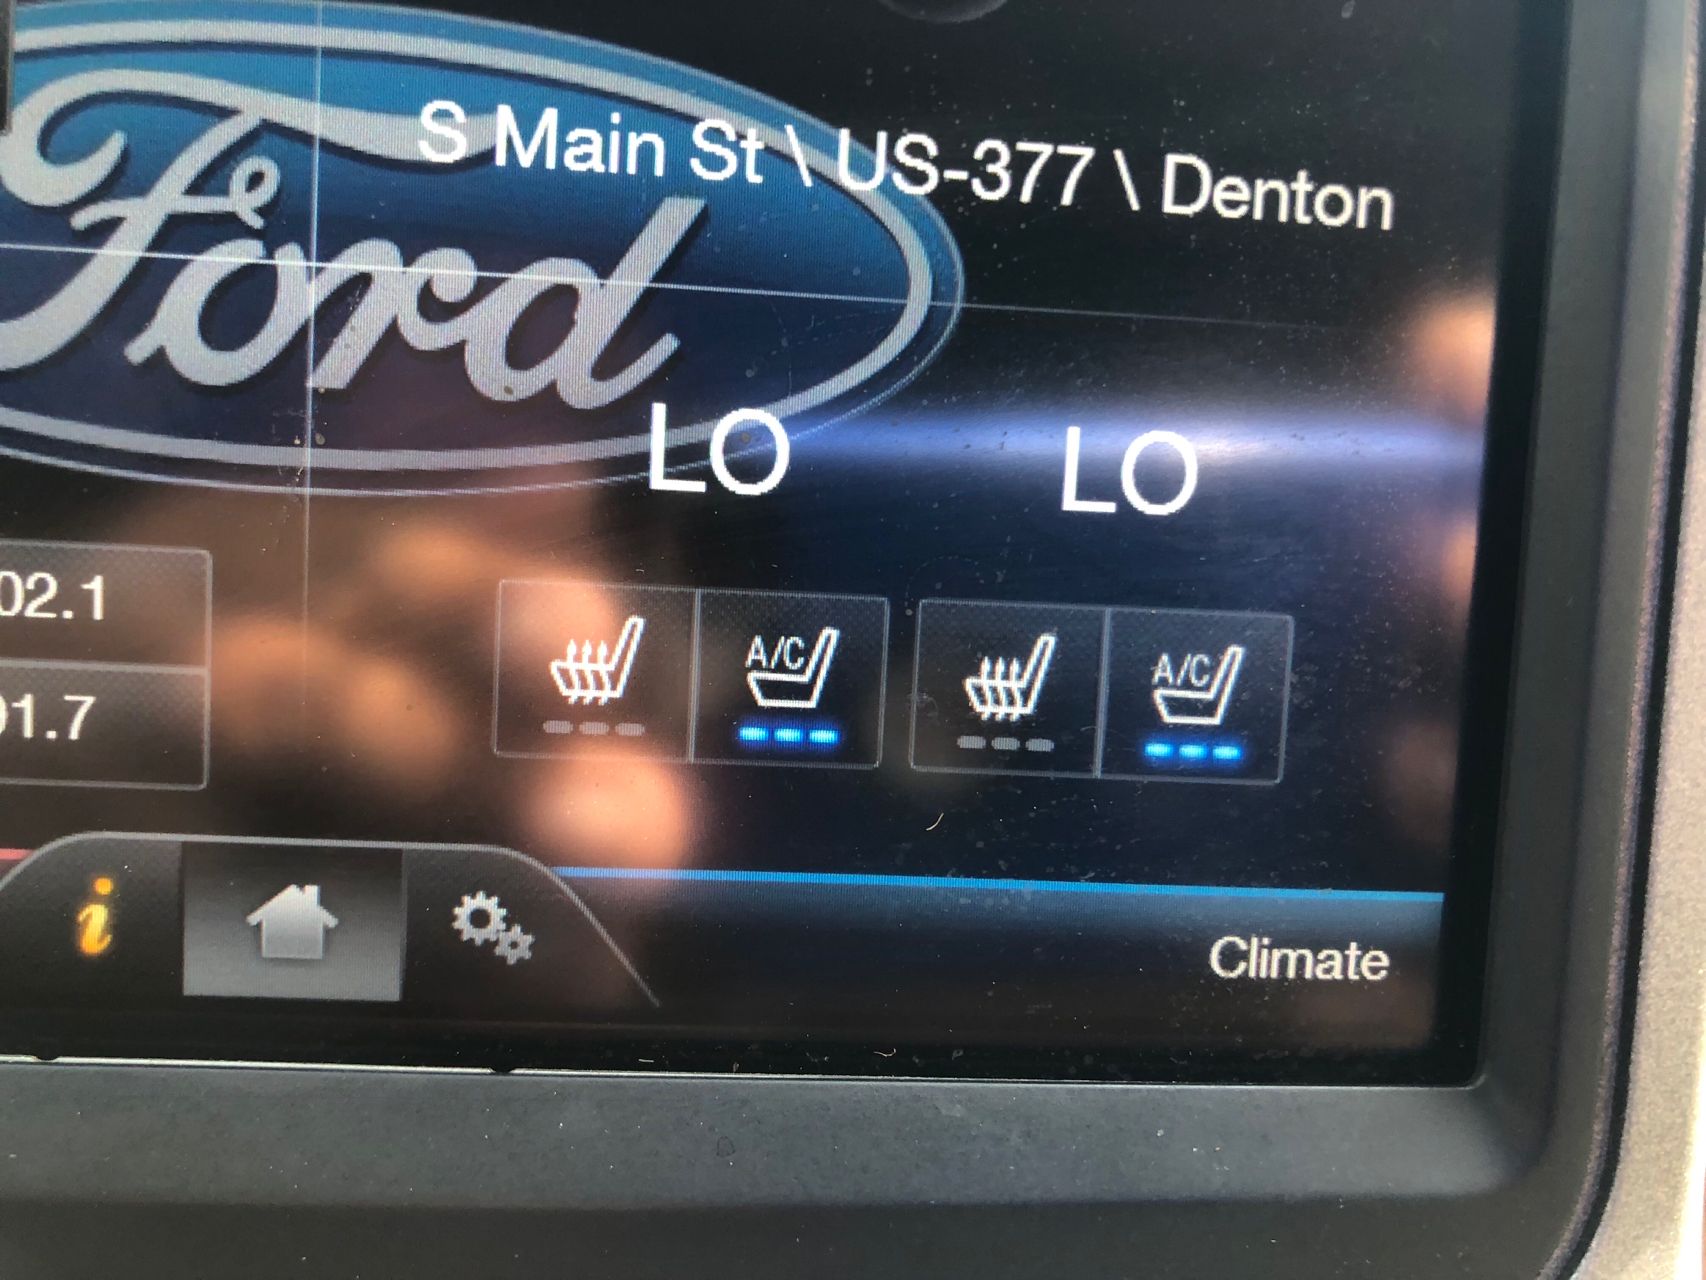 Ford
S Main St \ US-377 \ Denton
LO LO
02.1
A/C A/C
01.7
i
Climate